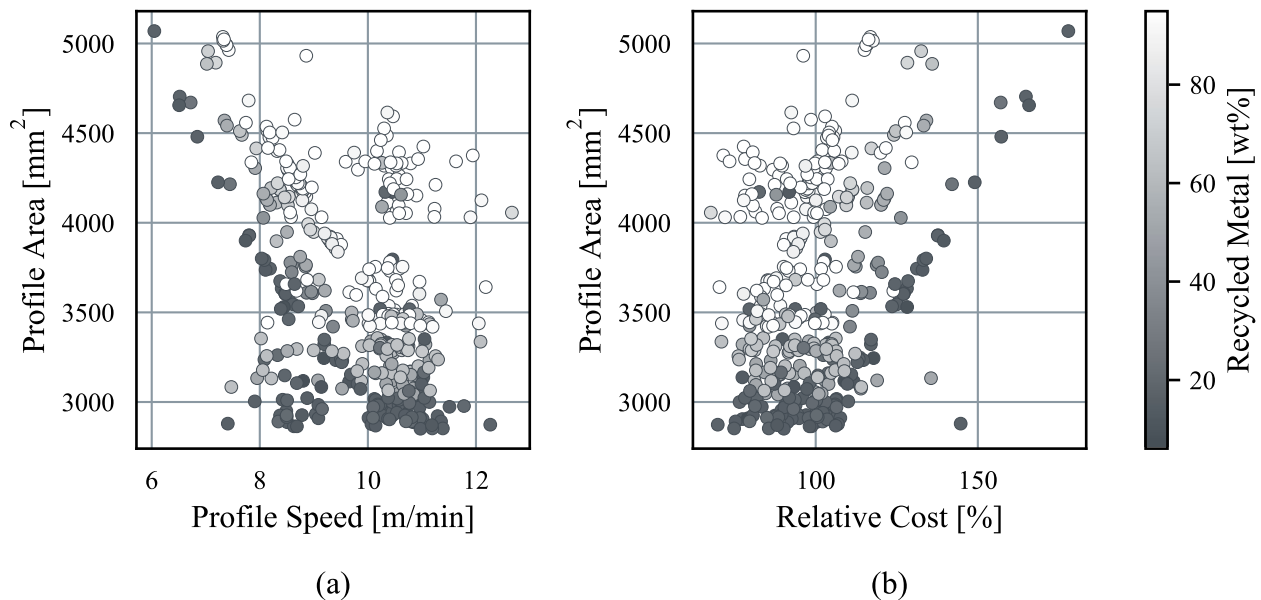 5000
4500
4000
3500
3000
Profile Area [mm²]
6 8 10 12
Profile Speed [m/min]
(a)
5000
4500
4000
3500
3000
Profile Area [mm²]
100 150
Relative Cost [%]
(b)
80
60
40
20
Recycled Metal [wt%]